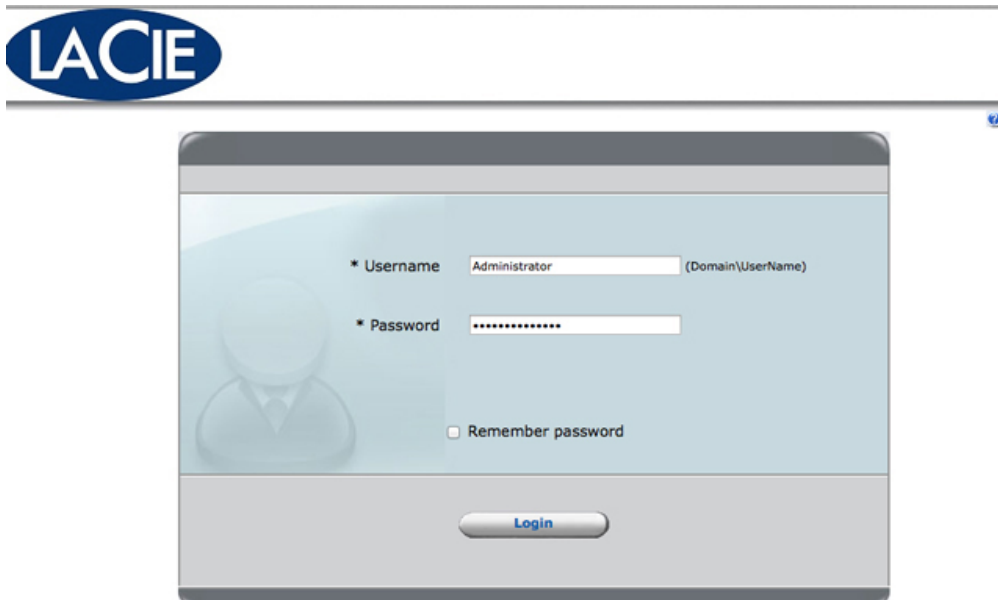 LACIE
* Username Administrator (Domain\UserName)
* Password ••••••••••••••
Remember password
Login